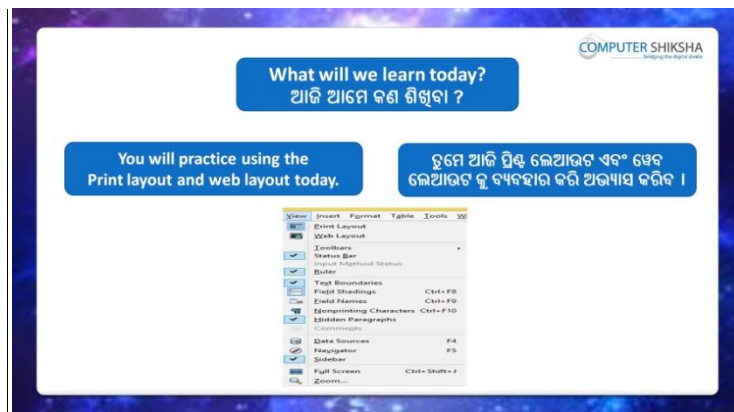 COMPUTER SHIKSHA
bridging the digital divide
What will we learn today?
ଆଜି ଆମେ କଣ ଶିଖିବା ?
You will practice using the
Print layout and web layout today.
ତୁମେ ଆଜି ପ୍ରିଣ୍ଟ ଲେଆଉଟ ଏବଂ ୱେବ
ଲେଆଉଟ କୁ ବ୍ୟବହାର କରି ଅଭ୍ୟାସ କରିବ ।
View Insert Format Table Tools
Print Layout
Web Layout
Toolbars
Status Bar
Input Method Status
Ruler
Text Boundaries
Field Shadings Ctrl+F8
Field Names Ctrl+F9
Nonprinting Characters Ctrl+F10
Hidden Paragraphs
Comments
Data Sources F4
Navigator F5
Sidebar
Full Screen Ctrl+Shift+J
Zoom...